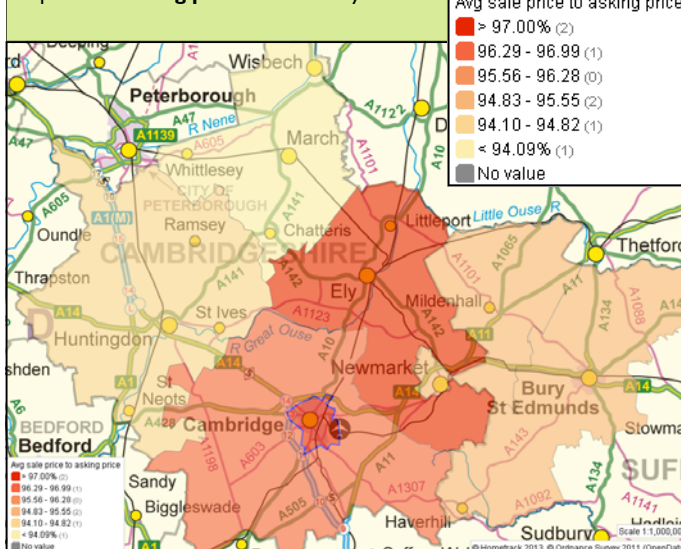 Avg sale price to asking price
> 97.00% (2)
96.29 - 96.99 (1)
95.56 - 96.28 (0)
94.83 - 95.55 (2)
94.10 - 94.82 (1)
< 94.09% (1)
No value
Wisbech
Peterborough
A47
R Nene
A1139
A605
A47
A1122
A10
A1101
March
Whittlesey
CITY OF
PETERBOROUGH
A605
A1(M)
A141
Oundle
Ramsey
Chatteris
Littleport
Little Ouse R
CAMBRIDGESHIRE
Thetford
A1065
A1101
A11
Thrapston
A141
A142
Ely
Mildenhall
A134
A1088
A14
St Ives
A1123
A142
Huntingdon
R Great Ouse
A10
A11
A14
Newmarket
A1
St
Neots
A14
Bury
St Edmunds
A14
A6
A428
Cambridge
BEDFORD
Bedford
A1198
A603
A11
A143
A134
SUF
Sandy
A1307
A1092
A1141
Biggleswade
A505
Haverhill
Sudbury
A1
Avg sale price to asking price
> 97.00% (2)
96.29 - 96.99 (1)
95.56 - 96.28 (0)
94.83 - 95.55 (2)
94.10 - 94.82 (1)
< 94.09% (1)
No value
Scale 1:1,000,00
© Hometrack 2013, © Ordnance Survey 2011 (OpenDat